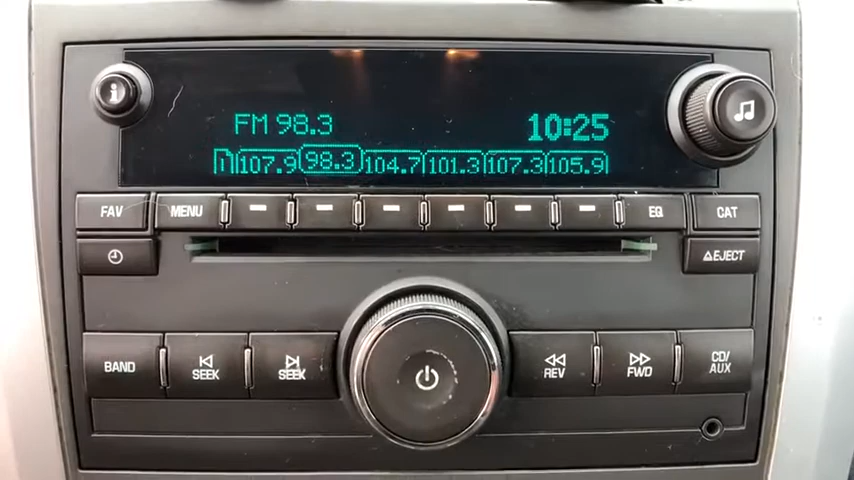 i
FM 98.3 10:25
1 107.9 98.3 104.7 101.3 107.3 105.9
FAV MENU EQ CAT
EJECT
BAND SEEK SEEK REV FWD CD/AUX